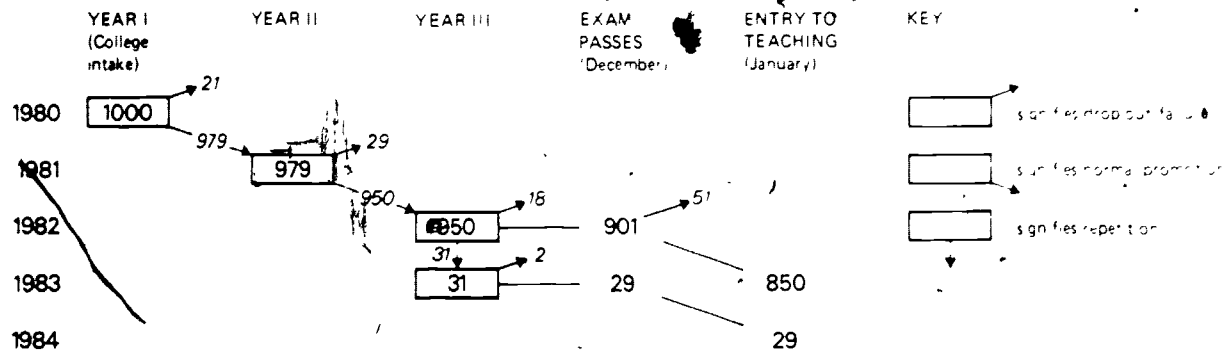 YEAR I YEAR II YEAR III EXAM ENTRY TO KEY
(College PASSES TEACHING
intake) (December) (January)
21
1980 1000 signifies drop out failure
979 29
1981 979 signifies normal promotion
950 18 51
1982 950 901 signifies repetition
31 2
1983 31 29 850
1984 29